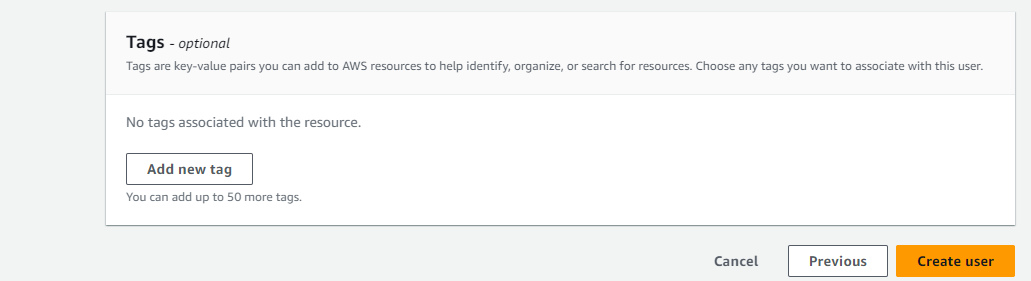 Tags - optional
Tags are key-value pairs you can add to AWS resources to help identify, organize, or search for resources. Choose any tags you want to associate with this user.
No tags associated with the resource.
Add new tag
You can add up to 50 more tags.
Cancel
Previous
Create user